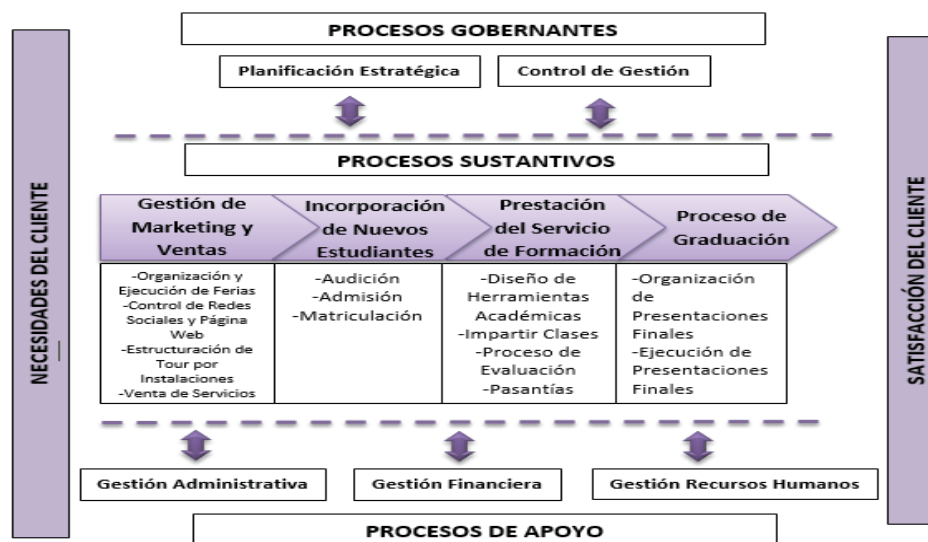 PROCESOS GOBERNANTES
Planificación Estratégica
Control de Gestión
PROCESOS SUSTANTIVOS
NECESIDADES DEL CLIENTE
Gestión de
Marketing y
Ventas
Incorporación
de Nuevos
Estudiantes
Prestación
del Servicio
de Formación
Proceso de
Graduación
-Organización y
Ejecución de Ferias
-Control de Redes
Sociales y Página
Web
-Estructuración de
Tour por
Instalaciones
-Venta de Servicios
-Audición
-Admisión
-Matriculación
-Diseño de
Herramientas
Académicas
-Impartir Clases
-Proceso de
Evaluación
-Pasantías
-Organización
de
Presentaciones
Finales
-Ejecución de
Presentaciones
Finales
SATISFACCIÓN DEL CLIENTE
Gestión Administrativa
Gestión Financiera
Gestión Recursos Humanos
PROCESOS DE APOYO